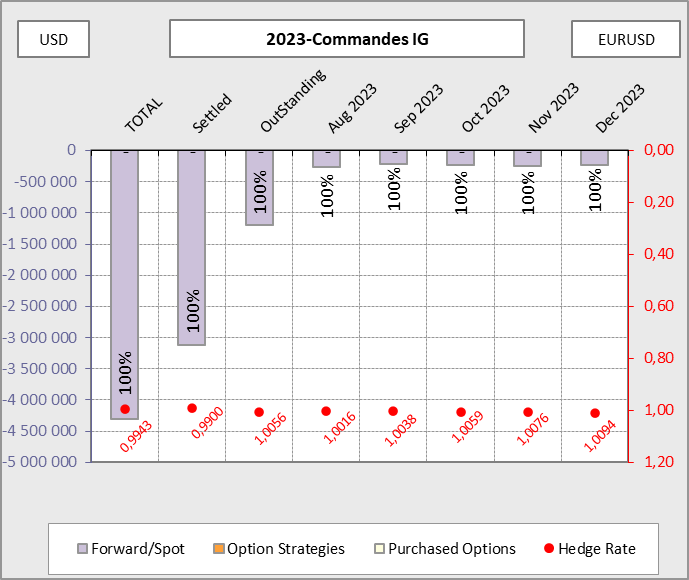 USD
2023-Commandes IG
EURUSD
TOTAL
Settled
OutStanding
Aug 2023
Sep 2023
Oct 2023
Nov 2023
Dec 2023
0
-500 000
-1 000 000
-1 500 000
-2 000 000
-2 500 000
-3 000 000
-3 500 000
-4 000 000
-4 500 000
-5 000 000
100%
100%
100%
100%
100%
100%
100%
100%
0,9943
0,9900
1,0056
1,0016
1,0038
1,0059
1,0076
1,0094
0,00
0,20
0,40
0,60
0,80
1,00
1,20
Forward/Spot
Option Strategies
Purchased Options
Hedge Rate